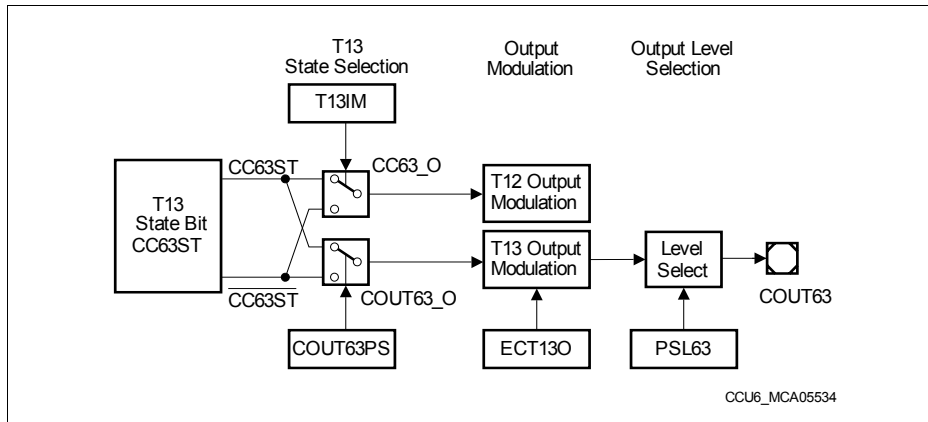 T13
State Selection
Output
Modulation
Output Level
Selection
T13IM
CC63ST
CC63_O
T13
State Bit
CC63ST
T12 Output
Modulation
T13 Output
Modulation
Level
Select
CC63ST
COUT63_O
COUT63
COUT63PS
ECT13O
PSL63
CCU6_MCA05534